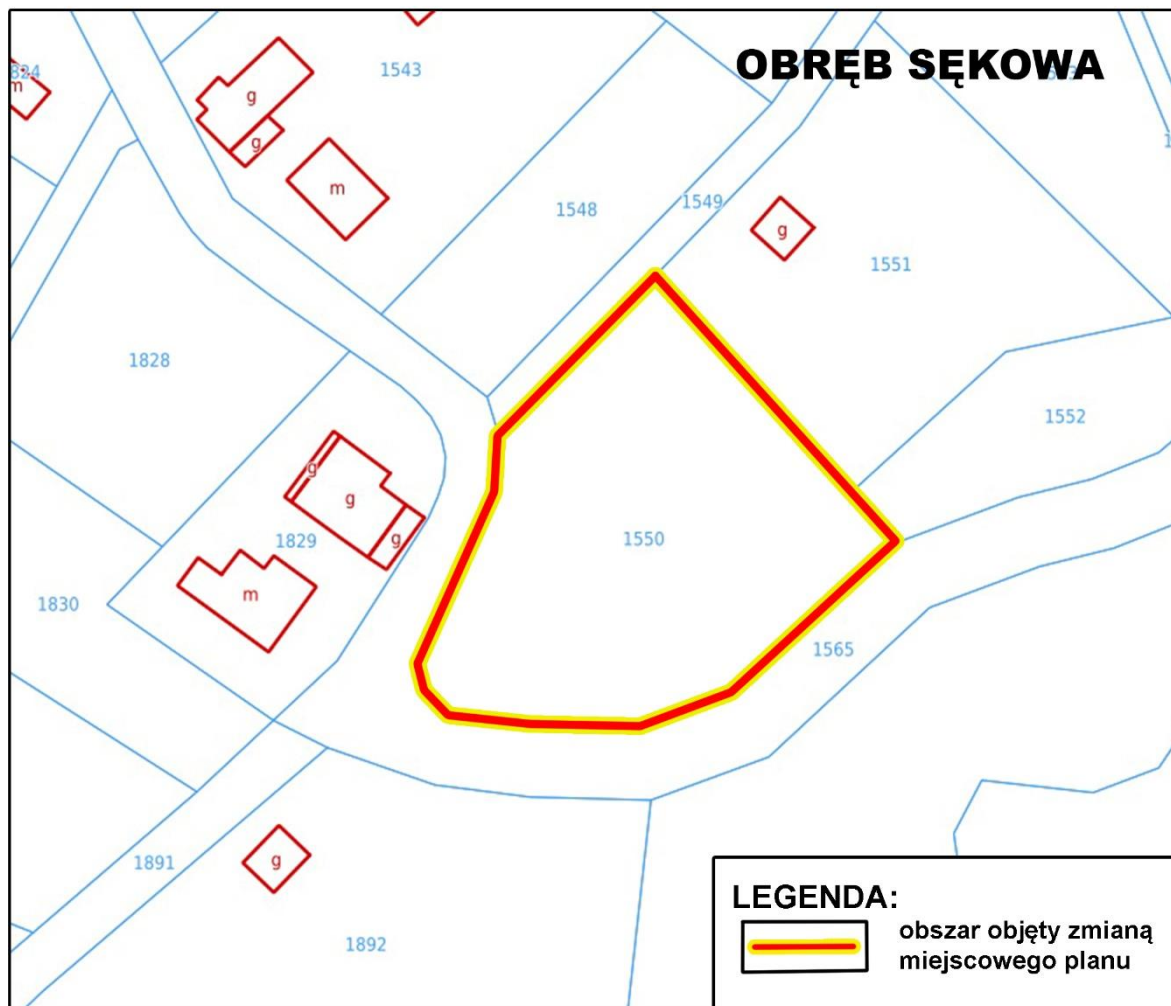 OBRĘB SĘKOWA
824
m
1543
g
g
m
1548
1549
g
1551
1828
1552
g
g
1829
g
m
1550
1830
1565
1891
g
1892
LEGENDA:
obszar objęty zmianą
miejscowego planu